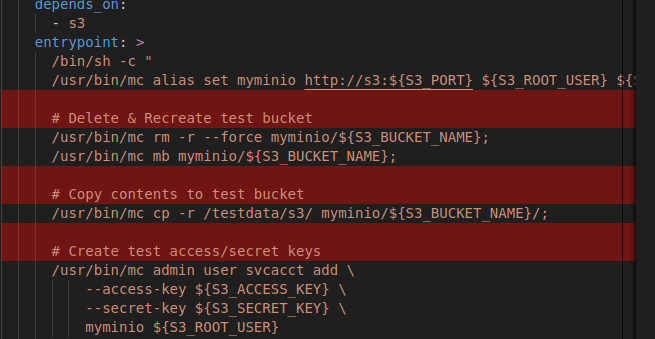 depends_on:
- s3
entrypoint: >
/bin/sh -c "
/usr/bin/mc alias set myminio http://s3:${S3_PORT} ${S3_ROOT_USER} ${S
# Delete & Recreate test bucket
/usr/bin/mc rm -r --force myminio/${S3_BUCKET_NAME};
/usr/bin/mc mb myminio/${S3_BUCKET_NAME};
# Copy contents to test bucket
/usr/bin/mc cp -r /testdata/s3/ myminio/${S3_BUCKET_NAME}/;
# Create test access/secret keys
/usr/bin/mc admin user svcacct add \
--access-key ${S3_ACCESS_KEY} \
--secret-key ${S3_SECRET_KEY} \
myminio ${S3_ROOT_USER}